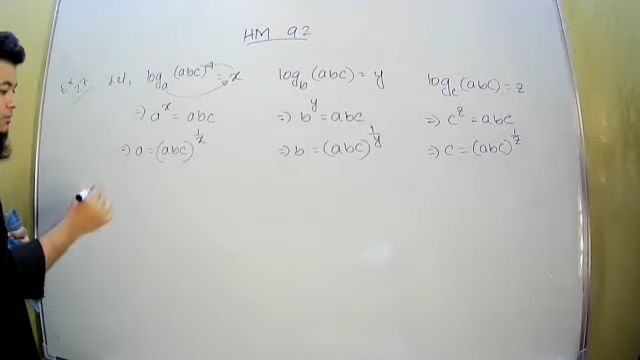 HM 92
Let, log_a (abc) = x log_b (abc) = y log_c (abc) = z
⇒ a^x = abc ⇒ b^y = abc ⇒ c^z = abc
⇒ a = (abc)^{1/x} ⇒ b = (abc)^{1/y} ⇒ c = (abc)^{1/z}